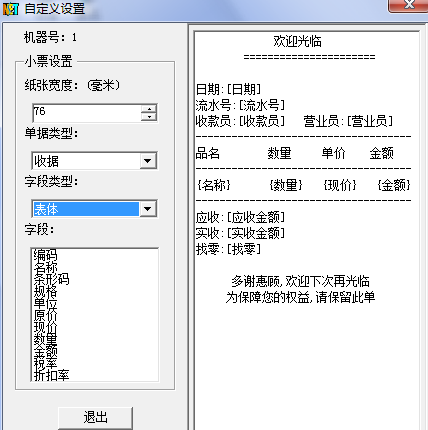 自定义设置
机器号：1
小票设置
纸张宽度：(毫米)
76
单据类型：
收据
字段类型：
表体
字段：
编码
名称
条形码
规格
单位
原价
现价
数量
金额
税率
折扣率
退出
欢迎光临
======================
日期：[日期]
流水号：[流水号]
收款员：[收款员] 营业员：[营业员]
------------------------------------
品名 数量 单价 金额
------------------------------------
{名称} {数量} {现价} {金额}
------------------------------------
应收：[应收金额]
实收：[实收金额]
找零：[找零]
多谢惠顾,欢迎下次再光临
为保障您的权益,请保留此单